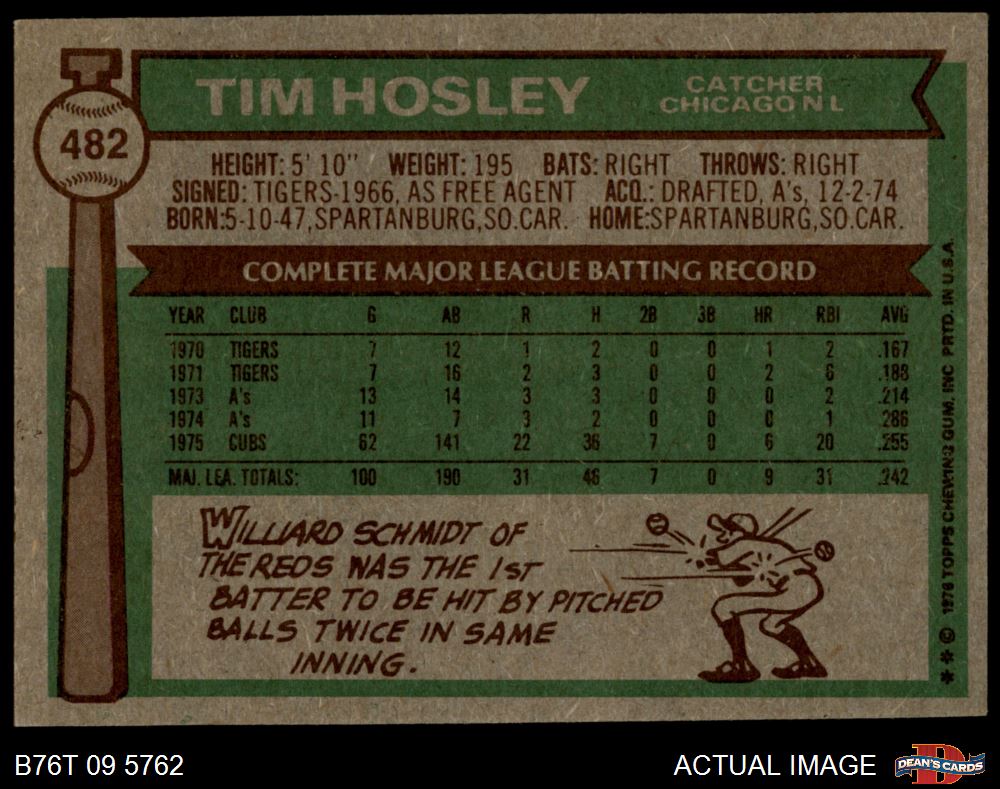 TIM HOSLEY
CATCHER
CHICAGO N L
482
HEIGHT: 5' 10" WEIGHT: 195 BATS: RIGHT THROWS: RIGHT
SIGNED: TIGERS-1966, AS FREE AGENT ACQ.: DRAFTED, A's, 12-2-74
BORN:5-10-47,SPARTANBURG,SO.CAR. HOME:SPARTANBURG,SO.CAR.
COMPLETE MAJOR LEAGUE BATTING RECORD
YEAR CLUB G AB R H 2B 3B HR RBI AVG
1970 TIGERS 7 12 1 2 0 0 1 2 .167
1971 TIGERS 7 16 2 3 0 0 2 6 .188
1973 A's 13 14 3 3 0 0 0 2 .214
1974 A's 11 7 3 2 0 0 0 1 .286
1975 CUBS 62 141 22 36 7 0 6 20 .255
MAJ. LEA. TOTALS: 100 190 31 46 7 0 9 31 .242
WILLIARD SCHMIDT OF
THE REDS WAS THE 1ST
BATTER TO BE HIT BY PITCHED
BALLS TWICE IN SAME
INNING.
** © 1976 TOPPS CHEWING GUM, INC PRTD. IN U.S.A.
B76T 09 5762
ACTUAL IMAGE
D
DEAN'S CARDS